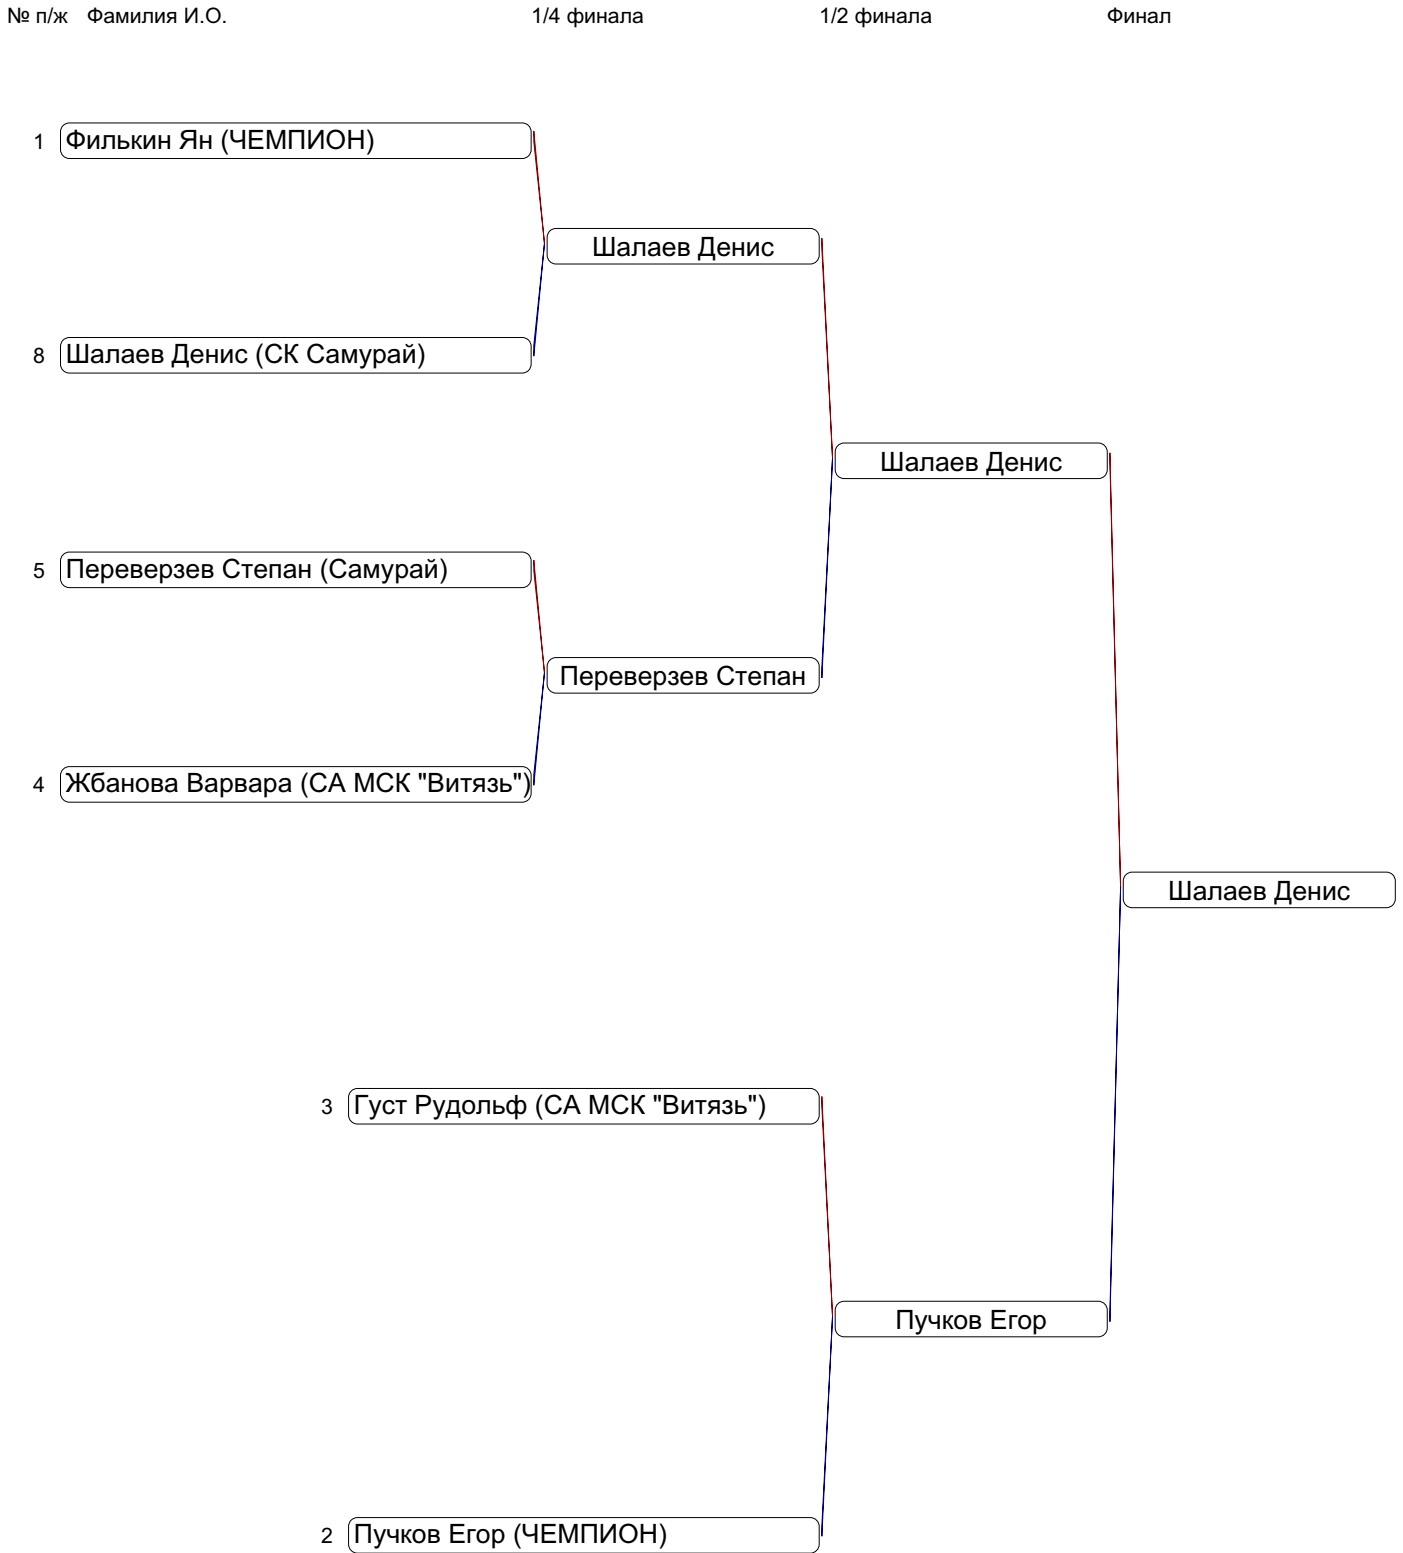 № п/ж Фамилия И.О. 1/4 финала 1/2 финала Финал
1 Филькин Ян (ЧЕМПИОН)
Шалаев Денис
8 Шалаев Денис (СК Самурай)
Шалаев Денис
5 Переверзев Степан (Самурай)
Переверзев Степан
4 Жбанова Варвара (СА МСК "Витязь")
Шалаев Денис
3 Густ Рудольф (СА МСК "Витязь")
Пучков Егор
2 Пучков Егор (ЧЕМПИОН)